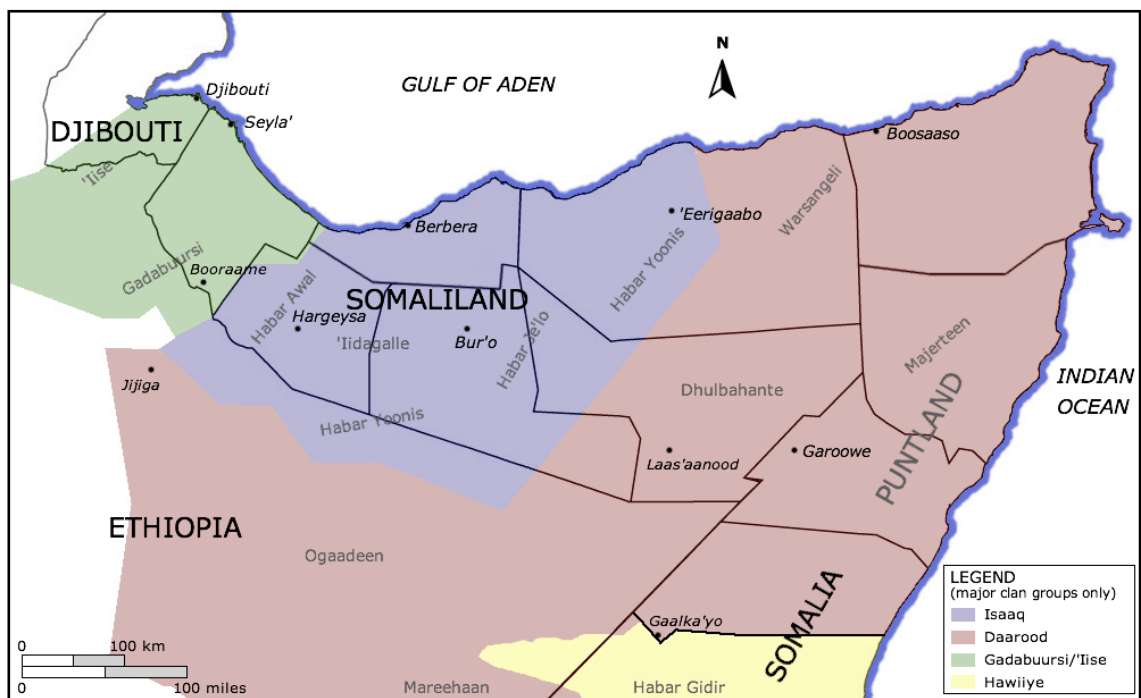 N
GULF OF ADEN
Djibouti
DJIBOUTI
Seyla'
'Iise
Boosaaso
Warsangeli
'Eerigaabo
Berbera
Gadabuursi
Booraame
Habar Awal
SOMALILAND
Habar Yoonis
Hargeysa
'Iidagalle
Bur'o
Habar Je'lo
Majerteen
Jijiga
Dhulbahante
INDIAN
OCEAN
Habar Yoonis
PUNTLAND
Laas'aanood
Garoowe
ETHIOPIA
Ogaadeen
SOMALIA
Gaalka'yo
Mareehaan
Habar Gidir
0 100 km
0 100 miles
LEGEND
(major clan groups only)
Isaaq
Daarood
Gadabuursi/'Iise
Hawiiye